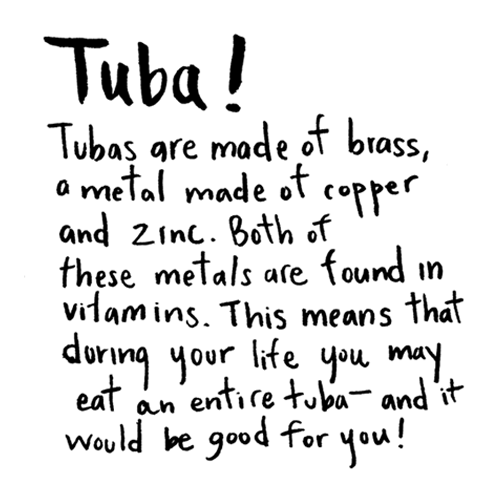 Tuba!
Tubas are made of brass,
a metal made of copper
and zinc. Both of
these metals are found in
vitamins. This means that
during your life you may
eat an entire tuba— and it
would be good for you!